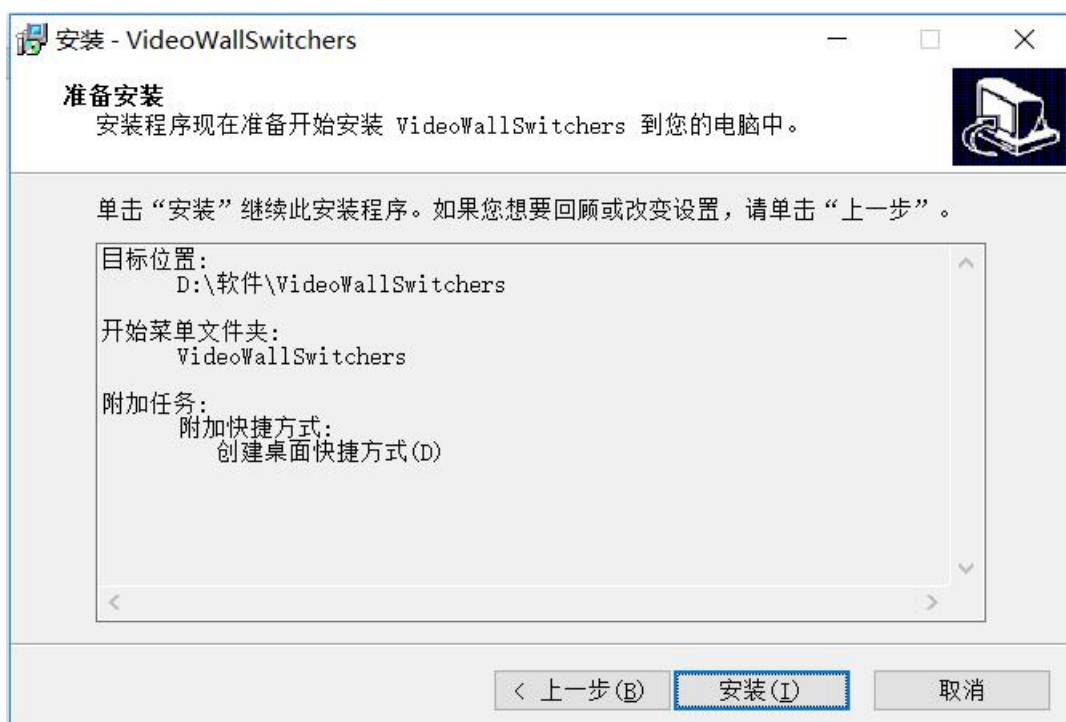 安装 - VideoWallSwitchers
准备安装
安装程序现在准备开始安装 VideoWallSwitchers 到您的电脑中。
单击“安装”继续此安装程序。如果您想要回顾或改变设置，请单击“上一步”。
目标位置:
D:\软件\VideoWallSwitchers
开始菜单文件夹:
VideoWallSwitchers
附加任务:
附加快捷方式:
创建桌面快捷方式(D)
< 上一步(B) 安装(I) 取消